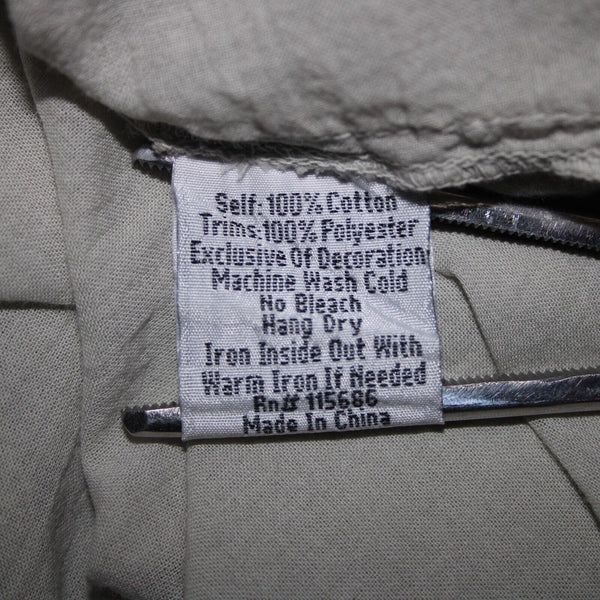 Self: 100% Cotton
Trims: 100% Polyester
Exclusive Of Decoration
Machine Wash Cold
No Bleach
Hang Dry
Iron Inside Out With
Warm Iron If Needed
Rn# 115686
Made In China